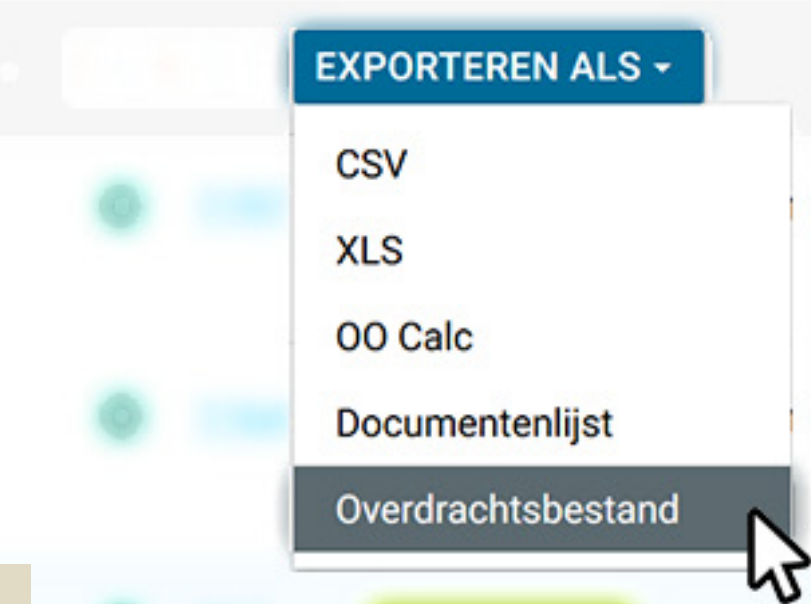 EXPORTEREN ALS
CSV
XLS
OO Calc
Documentenlijst
Overdrachtsbestand